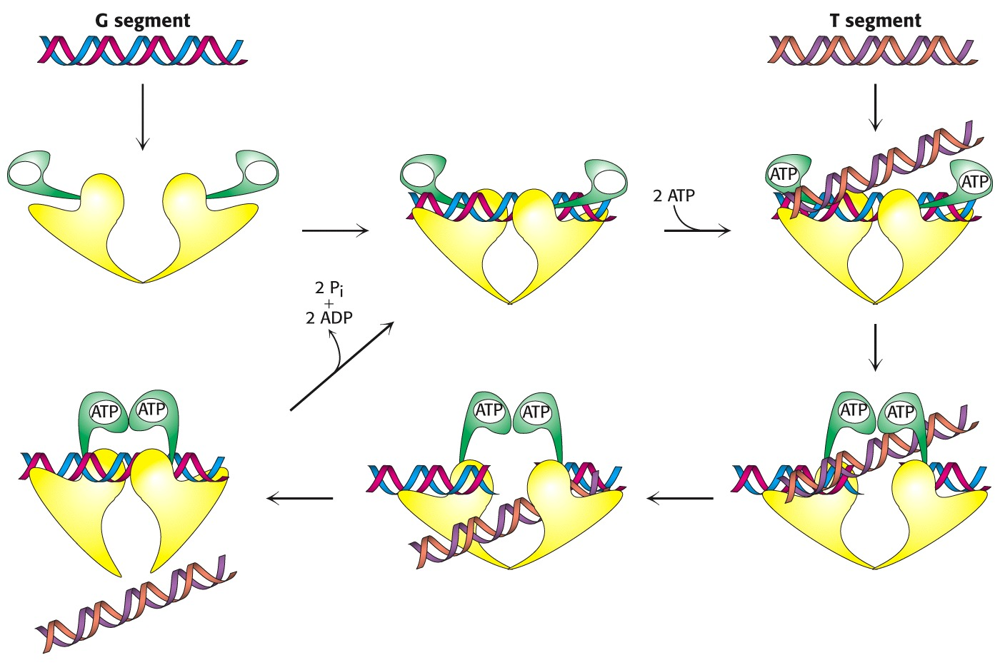 G segment
T segment
2 ATP
ATP
ATP
2 Pi
+
2 ADP
ATP
ATP
ATP
ATP
ATP
ATP